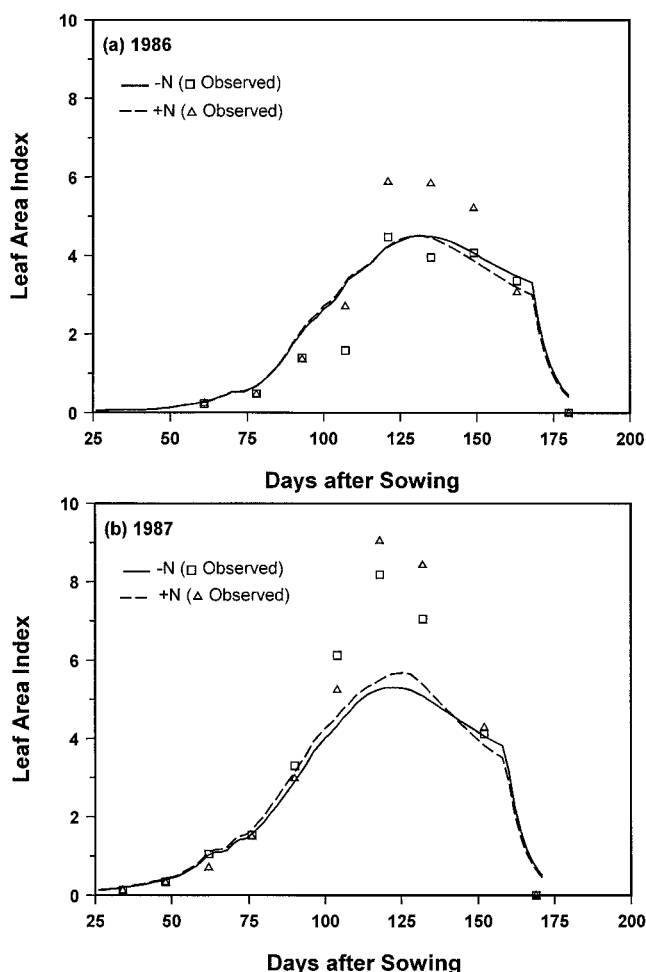 (a) 1986
-N (□ Observed)
+N (△ Observed)
Leaf Area Index
10
8
6
4
2
0
25 50 75 100 125 150 175 200
Days after Sowing
(b) 1987
-N (□ Observed)
+N (△ Observed)
Leaf Area Index
10
8
6
4
2
0
25 50 75 100 125 150 175 200
Days after Sowing